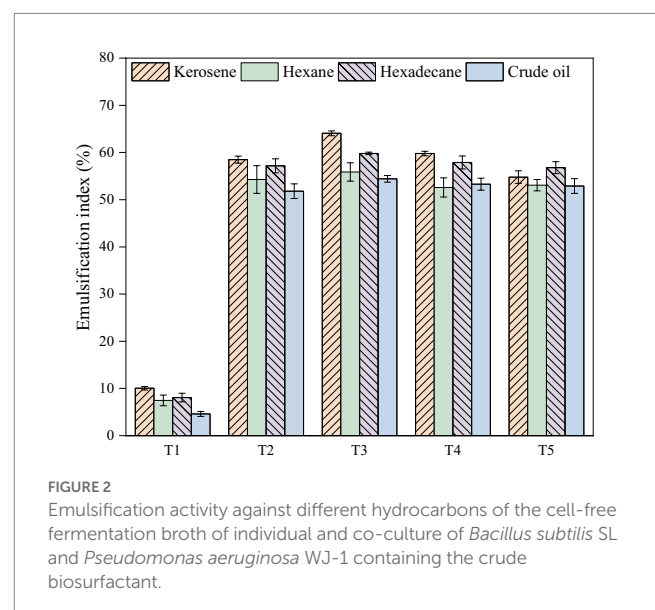 80
70
60
50
40
30
20
10
0
Emulsification index (%)
Kerosene Hexane Hexadecane Crude oil
T1 T2 T3 T4 T5
FIGURE 2
Emulsification activity against different hydrocarbons of the cell-free
fermentation broth of individual and co-culture of Bacillus subtilis SL
and Pseudomonas aeruginosa WJ-1 containing the crude
biosurfactant.